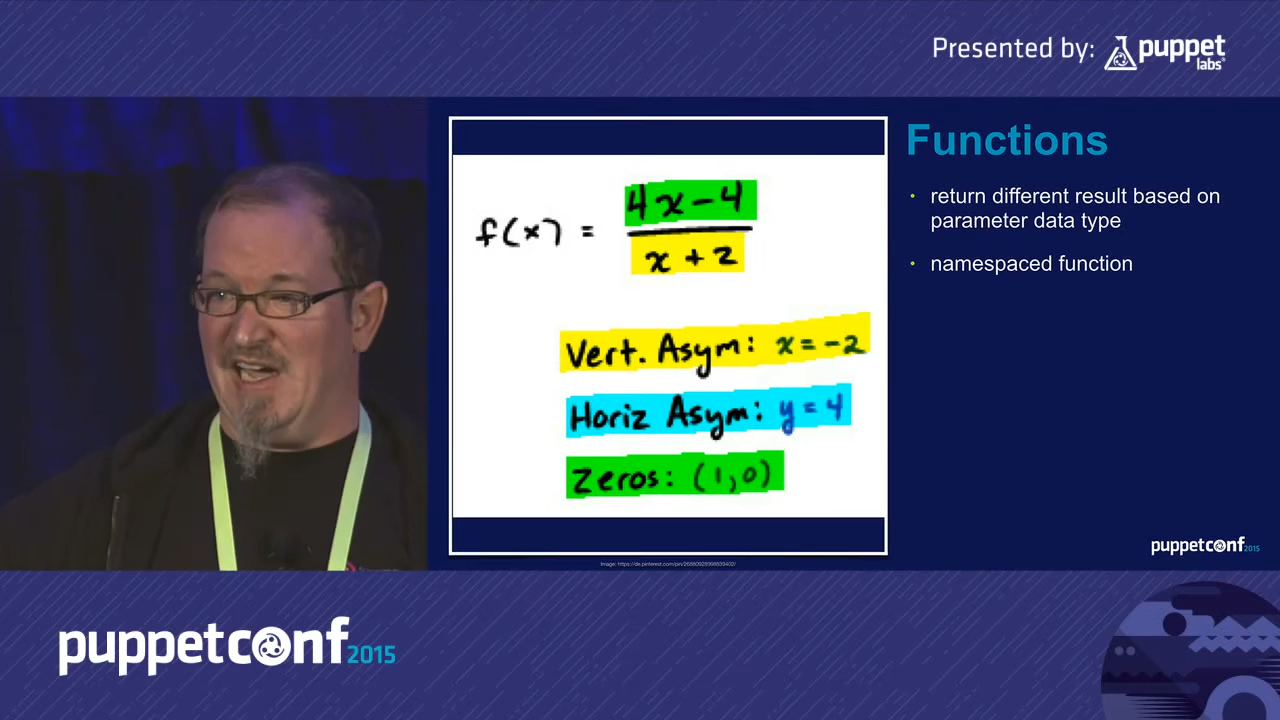 Presented by: puppet labs
Functions
• return different result based on
parameter data type
• namespaced function
f(x) = 4x-4
x+2
Vert. Asym: x=-2
Horiz Asym: y=4
Zeros: (1,0)
puppetconf 2015
puppetconf 2015